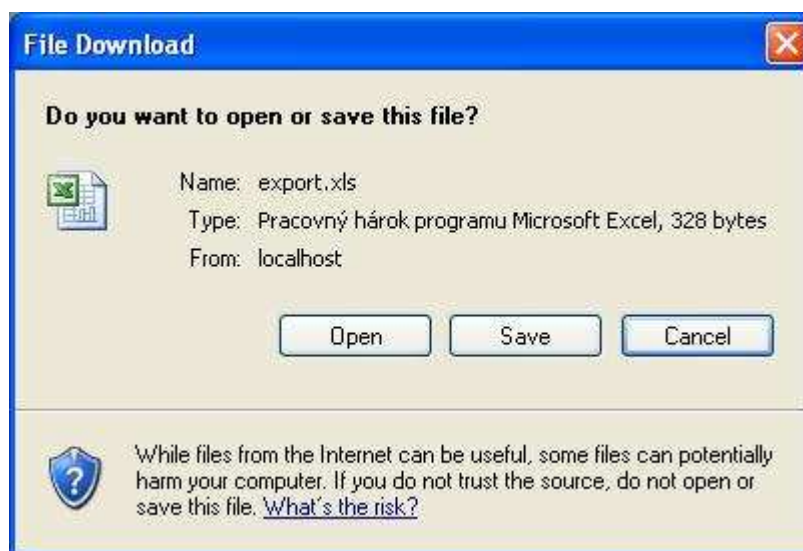 File Download
Do you want to open or save this file?
Name: export.xls
Type: Pracovný hárok programu Microsoft Excel, 328 bytes
From: localhost
Open Save Cancel
While files from the Internet can be useful, some files can potentially
harm your computer. If you do not trust the source, do not open or
save this file. What's the risk?